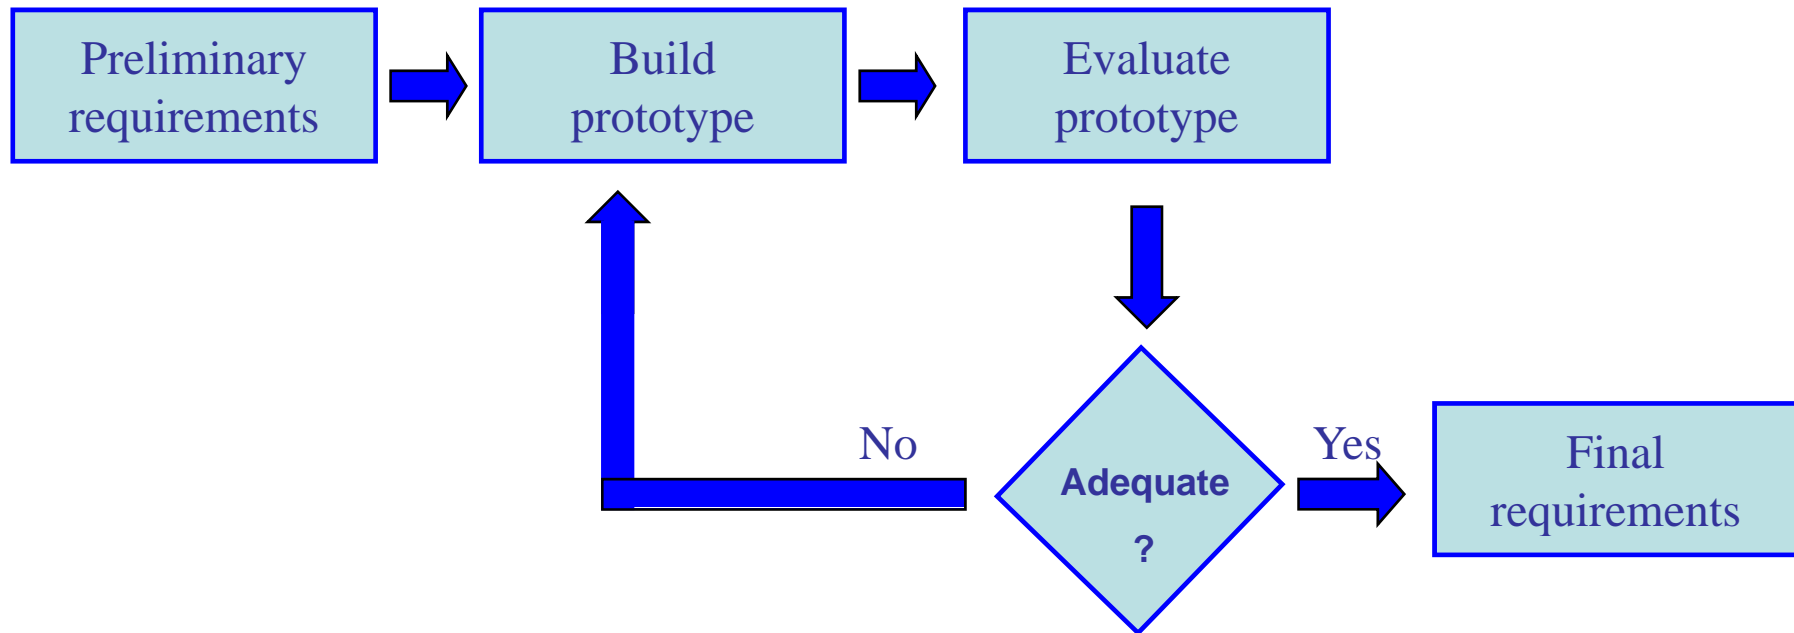 Preliminary
requirements
Build
prototype
Evaluate
prototype
No
Adequate
?
Yes
Final
requirements